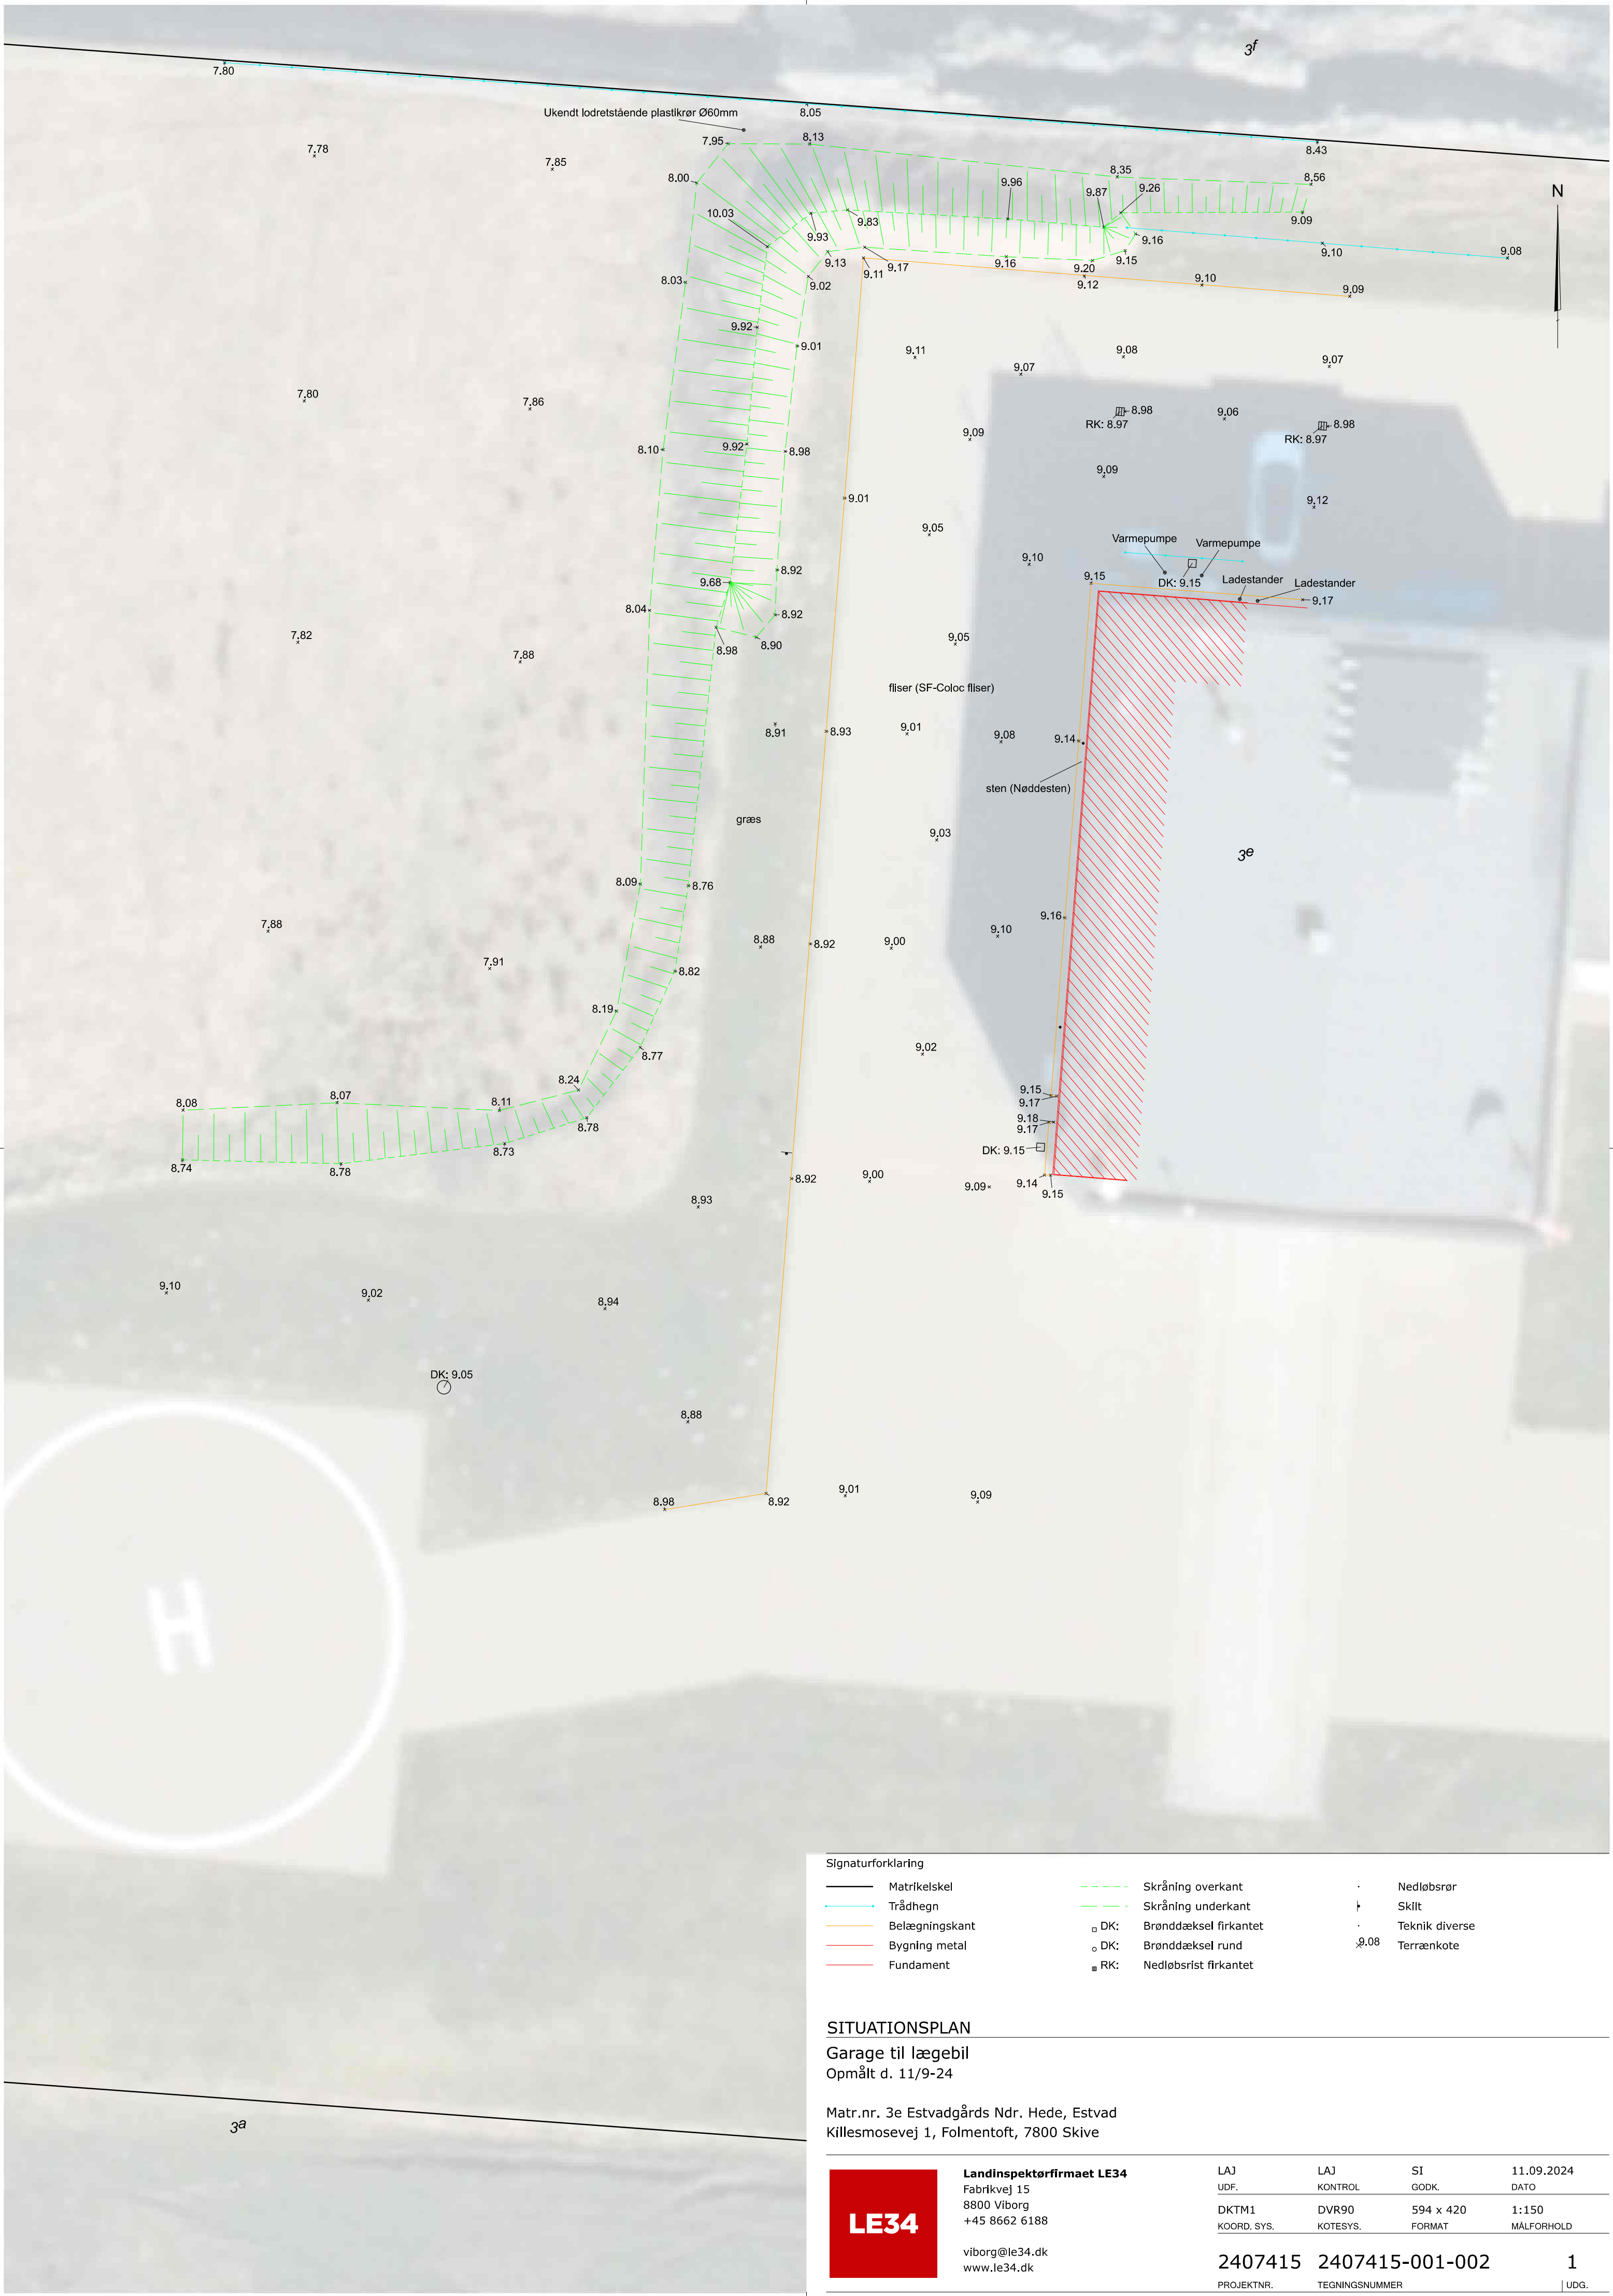 3f
7.80
Ukendt lodretstående plastikrør Ø60mm
8.05
7.95
8.13
8.43
7.78
7.85
8.00
8.35
8.56
9.96
9.87
9.26
N
10.03
9.93
9.83
9.09
9.16
9.13
9.17
9.16
9.15
9.10
9.08
9.02
9.11
9.20
9.12
9.10
9.09
8.03
9.92
9.01
9.11
9.07
9.08
9.07
7.80
7.86
8.98
RK: 8.97
9.06
8.98
RK: 8.97
8.10
9.92
8.98
9.09
9.09
9.01
9.12
9.05
9.10
Varmepumpe
Varmepumpe
8.92
9.68
9.15
DK: 9.15
Ladestander
Ladestander
9.17
8.04
8.92
7.82
7.88
8.98
8.90
9.05
fliser (SF-Coloc fliser)
8.91
8.93
9.01
9.08
9.14
sten (Nøddesten)
græs
9.03
3e
8.09
8.76
7.88
9.16
7.91
8.88
8.92
9.00
9.10
8.82
8.19
8.77
9.02
8.24
8.08
8.07
8.11
8.78
9.15
9.17
9.18
9.17
8.74
8.78
8.73
DK: 9.15
8.92
9.00
9.09
9.14
9.15
8.93
9.10
9.02
8.94
DK: 9.05
8.88
8.98
8.92
9.01
9.09
H
Signaturforklaring
Matrikelskel
Trådhegn
Belægningskant
Bygning metal
Fundament
Skråning overkant
Skråning underkant
DK: Brønddæksel firkantet
DK: Brønddæksel rund
RK: Nedløbsrist firkantet
Nedløbsrør
Skilt
Teknik diverse
9.08 Terrænkote
SITUATIONSPLAN
Garage til lægebil
Opmålt d. 11/9-24
Matr.nr. 3e Estvadgårds Ndr. Hede, Estvad
Killesmosevej 1, Folmentoft, 7800 Skive
3a
LE34
Landinspektørfirmaet LE34
Fabrikvej 15
8800 Viborg
+45 8662 6188
viborg@le34.dk
www.le34.dk
LAJ LAJ SI 11.09.2024
UDF. KONTROL GODK. DATO
DKTM1 DVR90 594 x 420 1:150
KOORD. SYS. KOTESYS. FORMAT MÅLFORHOLD
2407415 2407415-001-002 1
PROJEKTNR. TEGNINGSNUMMER UDG.